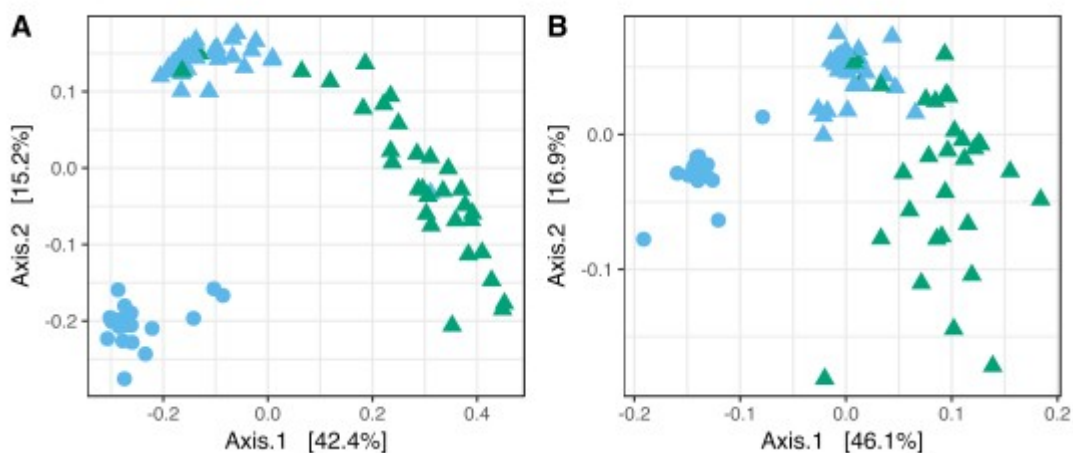 A
B
0.1
0.0
-0.1
-0.2
Axis.2 [15.2%]
-0.2 0.0 0.2 0.4
Axis.1 [42.4%]
0.0
-0.1
Axis.2 [16.9%]
-0.2 -0.1 0.0 0.1 0.2
Axis.1 [46.1%]